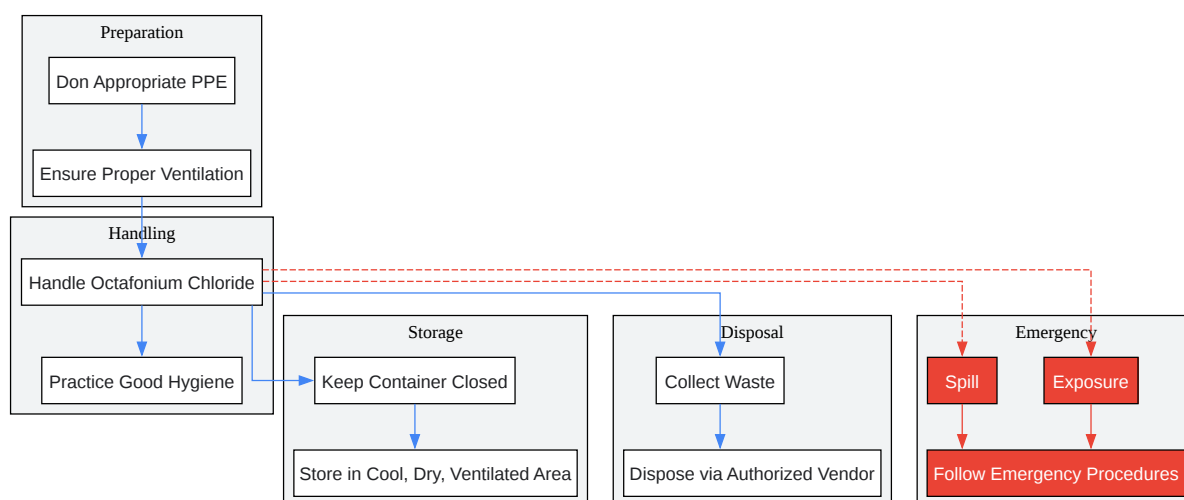 Preparation
Don Appropriate PPE
Ensure Proper Ventilation
Handling
Handle Octafonium Chloride
Practice Good Hygiene
Storage
Keep Container Closed
Store in Cool, Dry, Ventilated Area
Disposal
Collect Waste
Dispose via Authorized Vendor
Emergency
Spill
Exposure
Follow Emergency Procedures